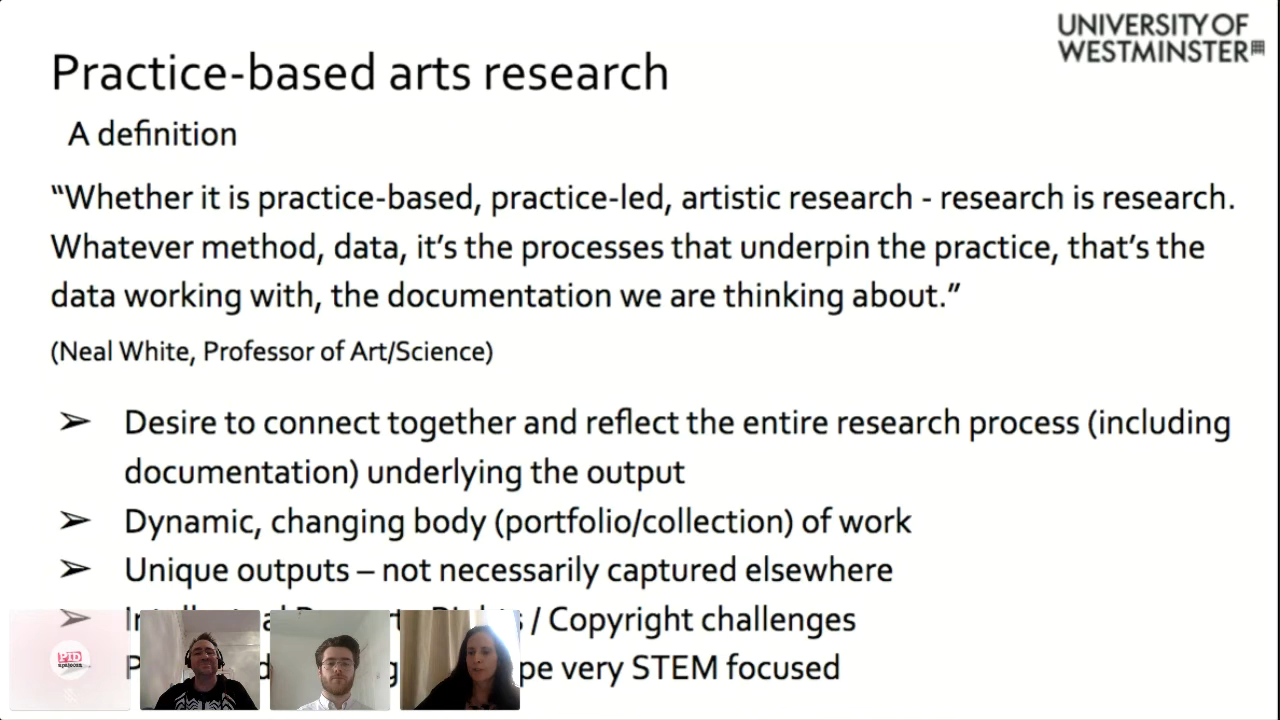 UNIVERSITY OF
WESTMINSTER
Practice-based arts research
A definition
“Whether it is practice-based, practice-led, artistic research - research is research.
Whatever method, data, it’s the processes that underpin the practice, that’s the
data working with, the documentation we are thinking about.”
(Neal White, Professor of Art/Science)
➢ Desire to connect together and reflect the entire research process (including
documentation) underlying the output
➢ Dynamic, changing body (portfolio/collection) of work
➢ Unique outputs – not necessarily captured elsewhere
➢ / Copyright challenges
very STEM focused
PID